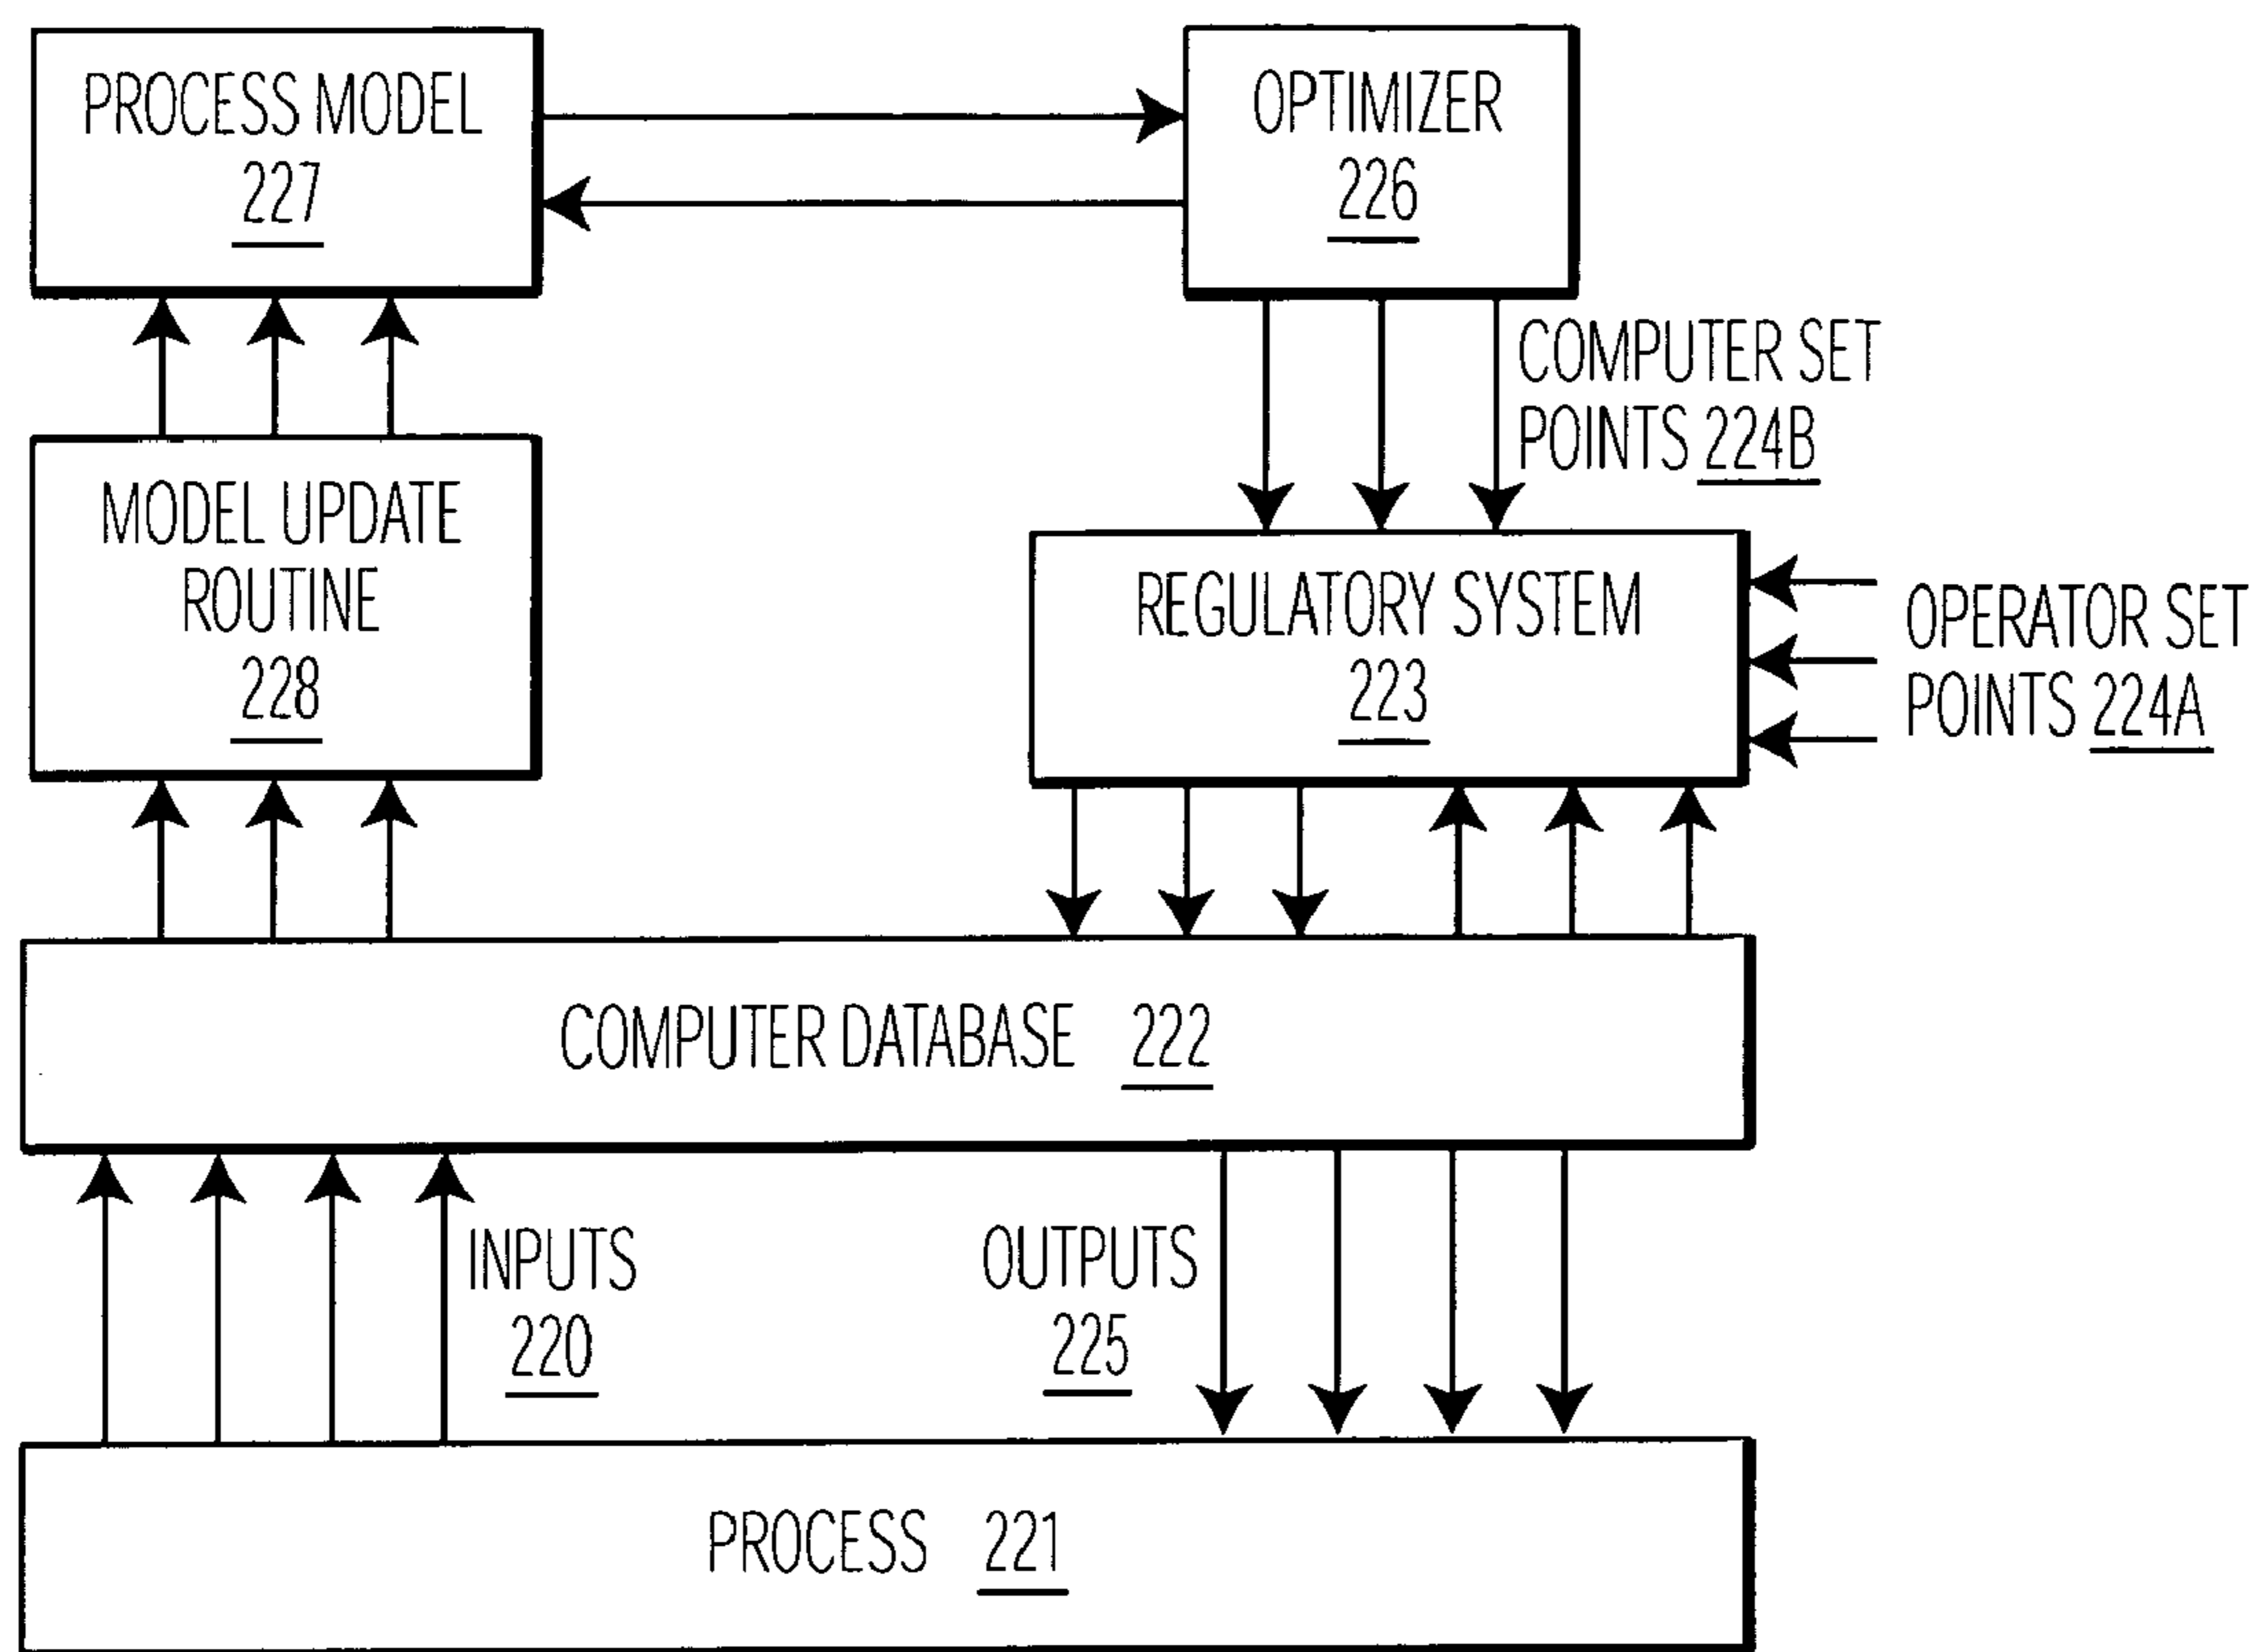 PROCESS MODEL
227
OPTIMIZER
226
COMPUTER SET
POINTS 224B
MODEL UPDATE
ROUTINE
228
REGULATORY SYSTEM
223
OPERATOR SET
POINTS 224A
COMPUTER DATABASE 222
INPUTS
220
OUTPUTS
225
PROCESS 221